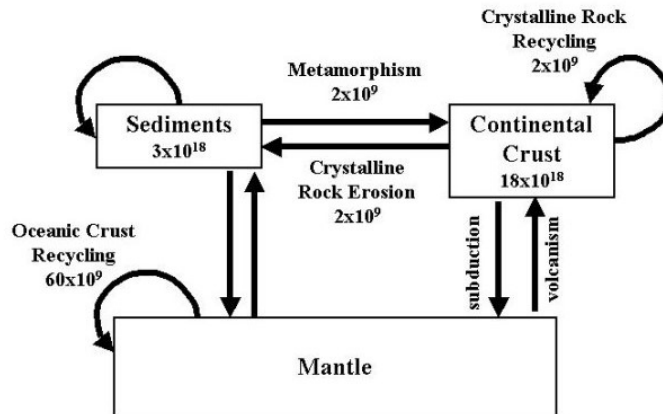 Crystalline Rock
Recycling
2x10⁹
Metamorphism
2x10⁹
Sediments
3x10¹⁸
Continental
Crust
18x10¹⁸
Crystalline
Rock Erosion
2x10⁹
Oceanic Crust
Recycling
60x10⁹
subduction
volcanism
Mantle